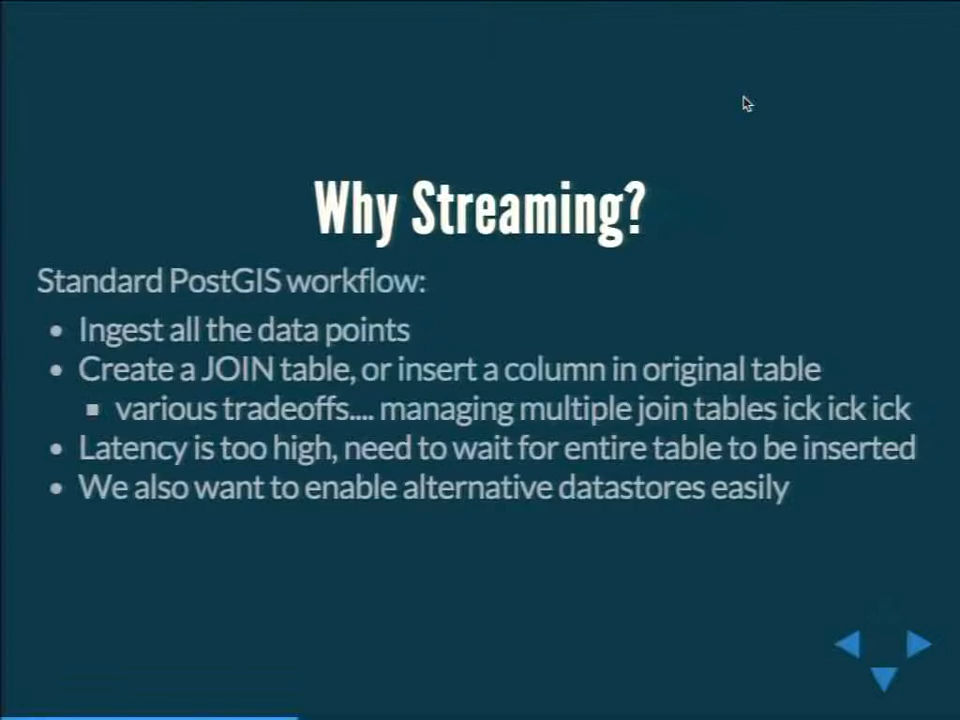 Why Streaming?
Standard PostGIS workflow:
Ingest all the data points
Create a JOIN table, or insert a column in original table
various tradeoffs.... managing multiple join tables ick ick ick
Latency is too high, need to wait for entire table to be inserted
We also want to enable alternative datastores easily